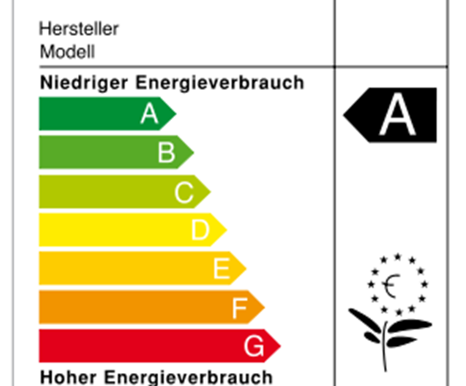 Hersteller
Modell
Niedriger Energieverbrauch
A
A
B
C
D
E
F
G
Hoher Energieverbrauch
€